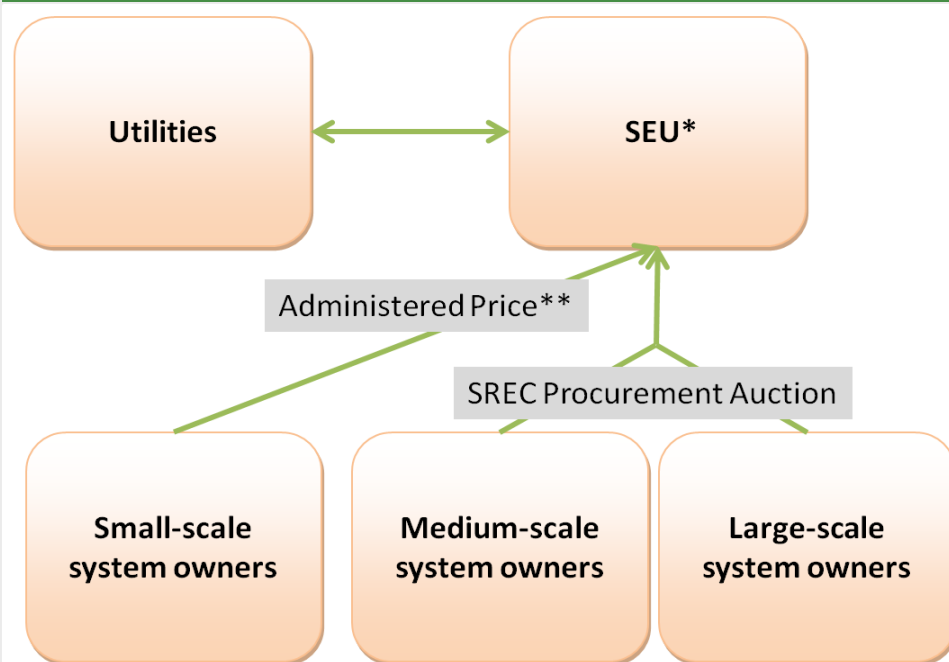 Utilities
SEU*
Administered Price**
SREC Procurement Auction
Small-scale
system owners
Medium-scale
system owners
Large-scale
system owners